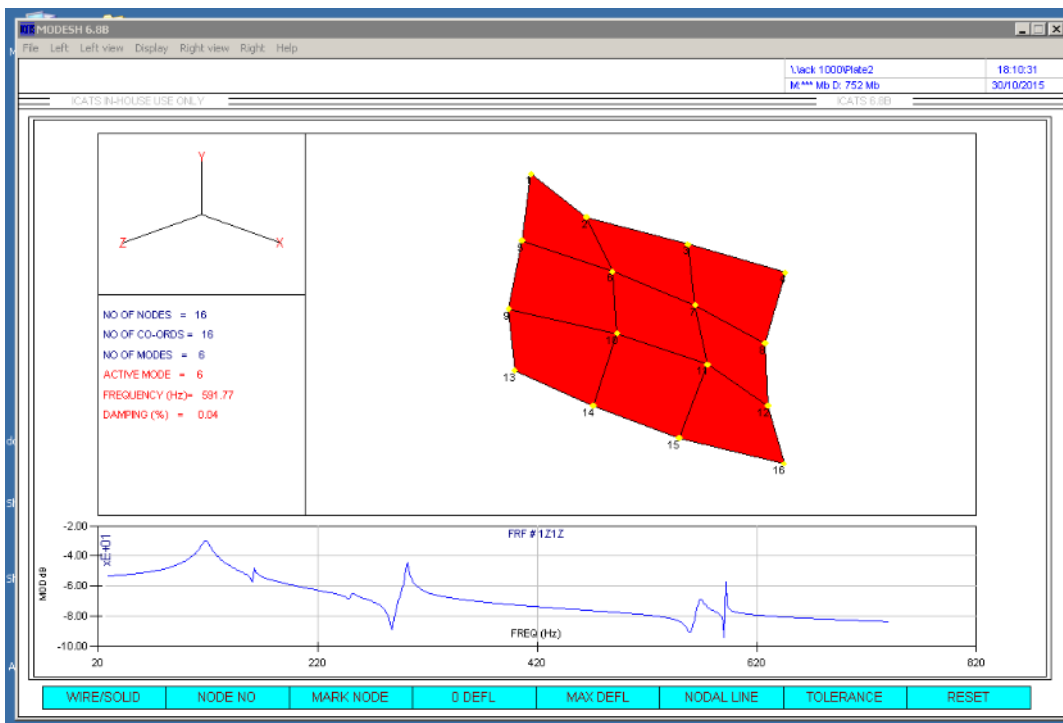 MODESH 6.8B
File Left Left view Display Right view Right Help
18:10:31
M:*** Mb D: 752 Mb 30/10/2015
ICATS IN-HOUSE USE ONLY ICATS 6.8B
Y
Z X
NO OF NODES = 16
NO OF CO-ORDS = 16
NO OF MODES = 6
ACTIVE MODE = 6
FREQUENCY (Hz)= 591.77
DAMPING (%) = 0.04
1
2
3
4
5
6
7
8
9
10
11
12
13
14
15
16
FRF # 1Z1Z
xE+01
MOD dB
-2.00
-4.00
-6.00
-8.00
-10.00
FREQ (Hz)
20 220 420 620 820
WIRE/SOLID NODE NO MARK NODE 0 DEFL MAX DEFL NODAL LINE TOLERANCE RESET